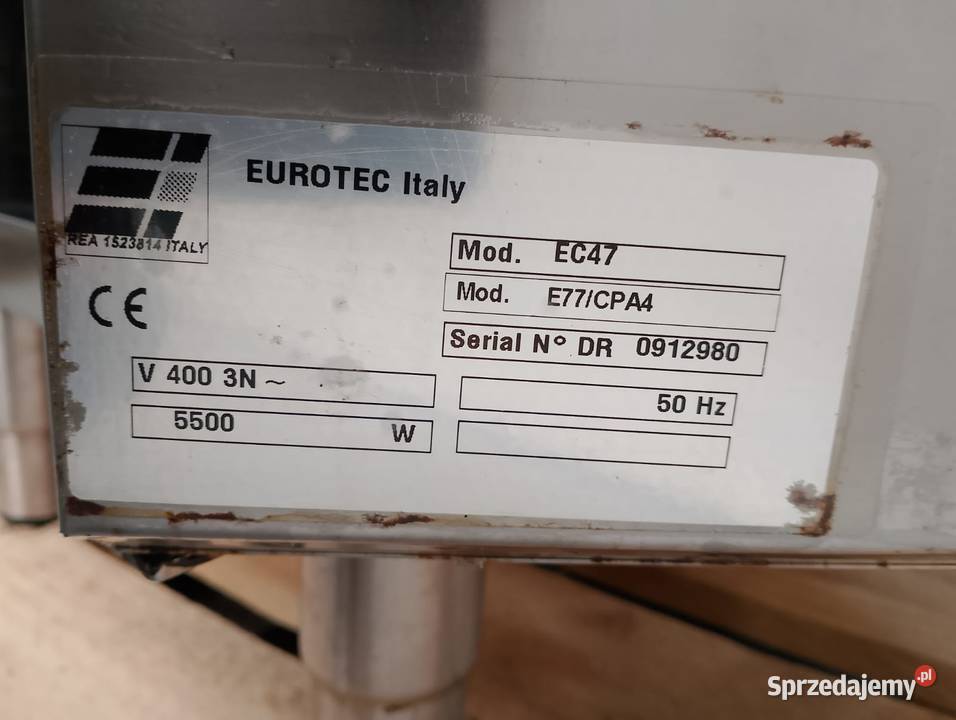 EUROTEC Italy
REA 1523814 ITALY
CE
Mod. EC47
Mod. E77/CPA4
Serial N° DR 0912980
V 400 3N ~
50 Hz
5500 W
Sprzedajemy.pl